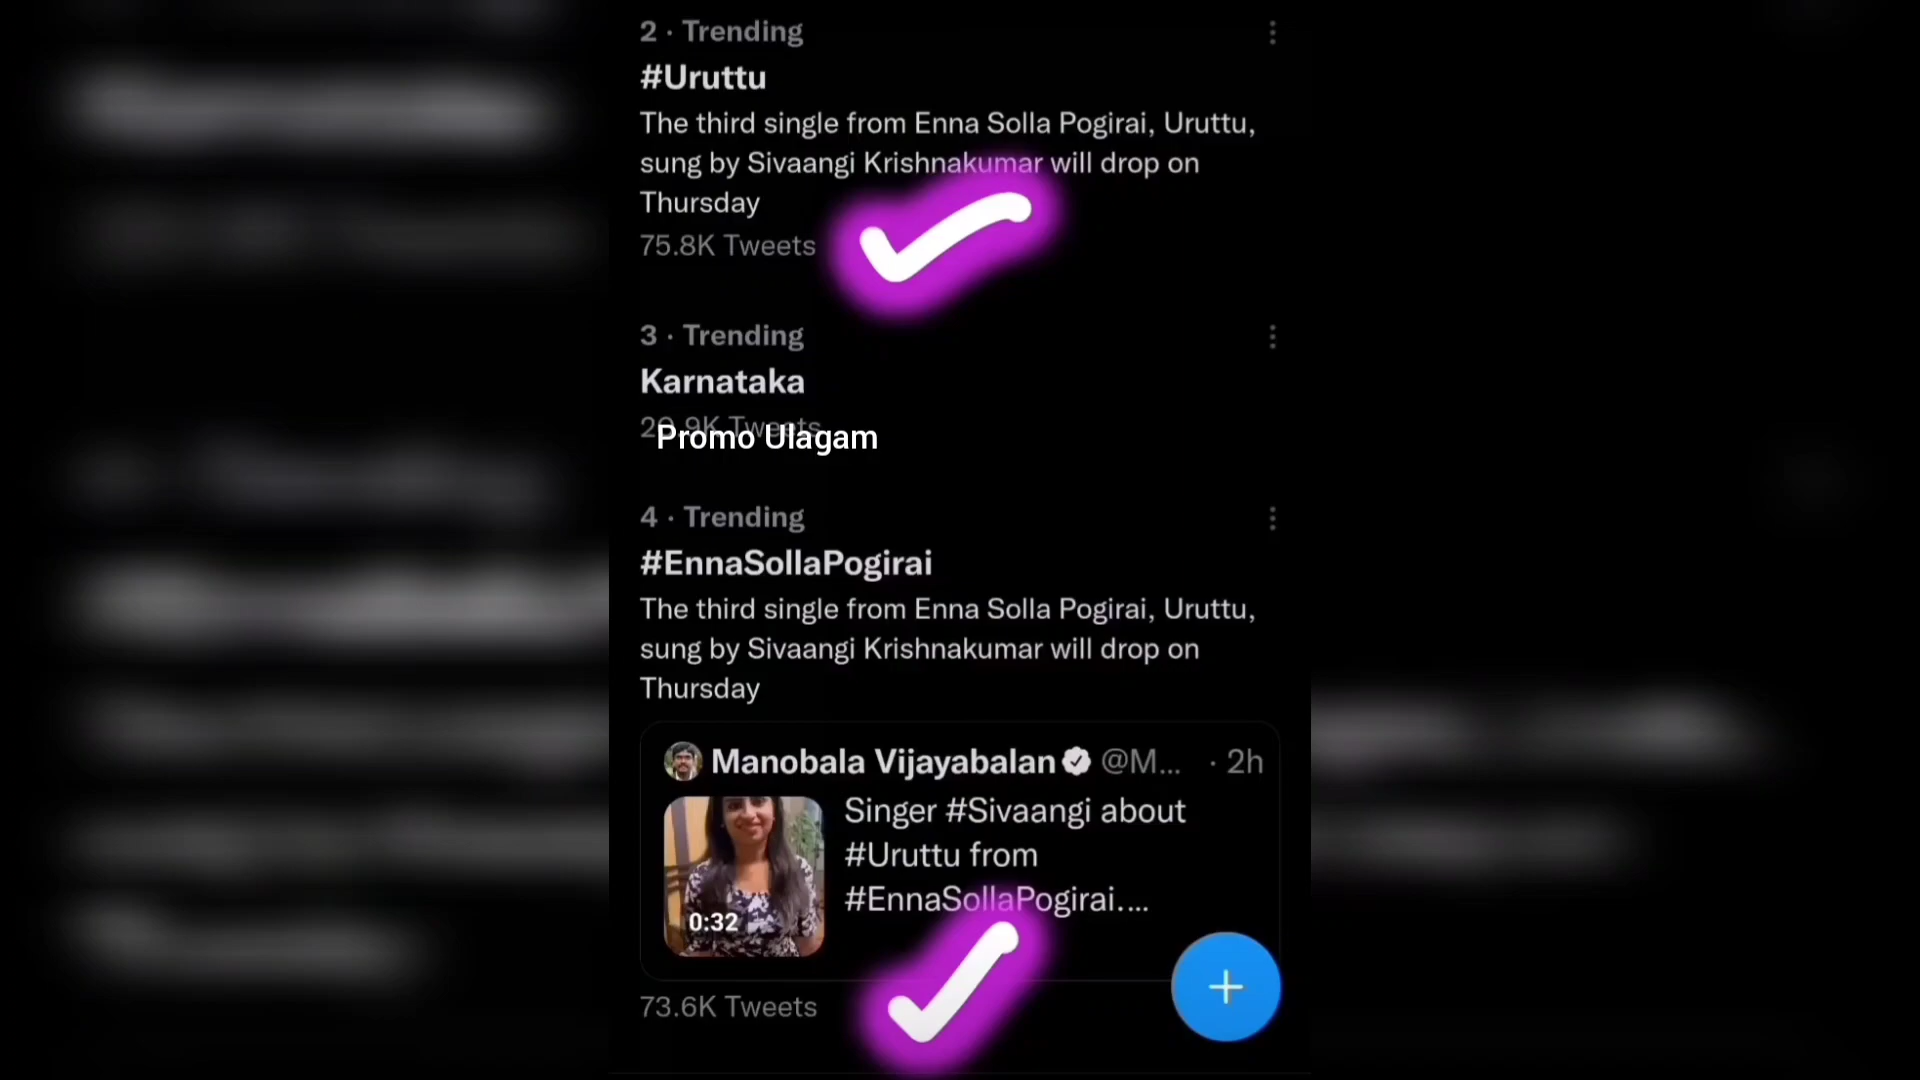 2 · Trending
#Uruttu
The third single from Enna Solla Pogirai, Uruttu,
sung by Sivaangi Krishnakumar will drop on
Thursday
75.8K Tweets
3 · Trending
Karnataka
20.9K Tweets
Promo Ulagam
4 · Trending
#EnnaSollaPogirai
The third single from Enna Solla Pogirai, Uruttu,
sung by Sivaangi Krishnakumar will drop on
Thursday
Manobala Vijayabalan @M... · 2h
Singer #Sivaangi about
#Uruttu from
#EnnaSollaPogirai....
0:32
73.6K Tweets